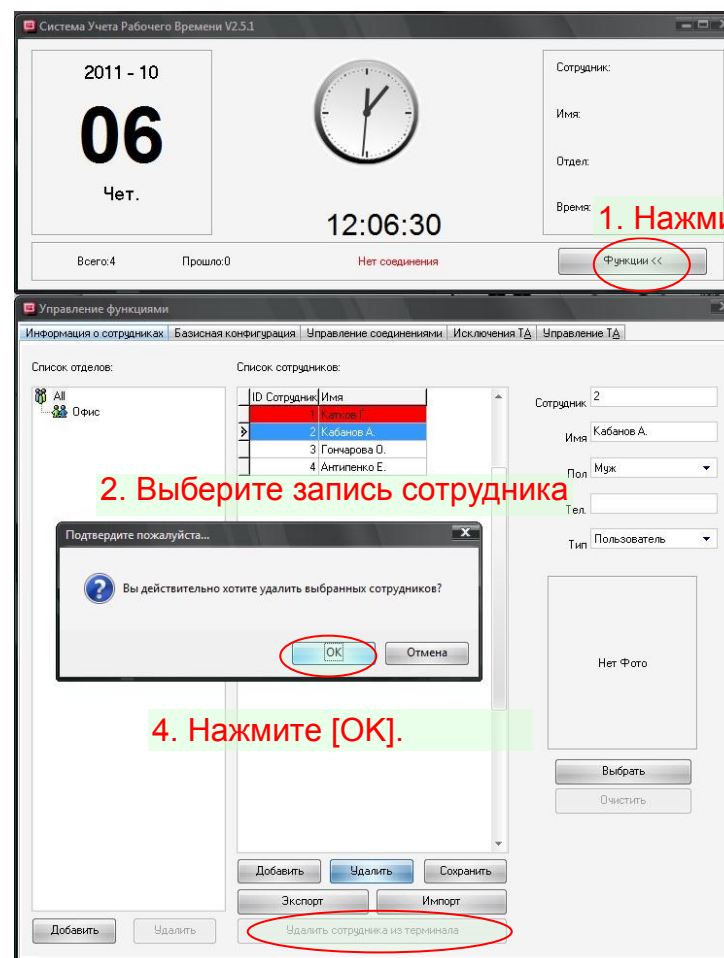 Система Учета Рабочего Времени V2.5.1
2011 - 10
06
Чет.
12:06:30
Сотрудник:
Имя:
Отдел:
Время:
1. Нажми
Всего:4 Прошло:0 Нет соединения Функции <<
Управление функциями
Информация о сотрудниках Базисная конфигурация Управление соединениями Исключения TA Управление TA
Список отделов:
All
Офис
Список сотрудников:
ID Сотрудник Имя
1 Катков Г.
2 Кабанов А.
3 Гончарова О.
4 Антипенко Е.
Сотрудник 2
Имя Кабанов А.
Пол Муж
Тел.
Тип Пользователь
2. Выберите запись сотрудника
Подтвердите пожалуйста...
Вы действительно хотите удалить выбранных сотрудников?
OK Отмена
4. Нажмите [OK].
Нет Фото
Выбрать
Очистить
Добавить Удалить Сохранить
Экспорт Импорт
Добавить Удалить Удалить сотрудника из терминала